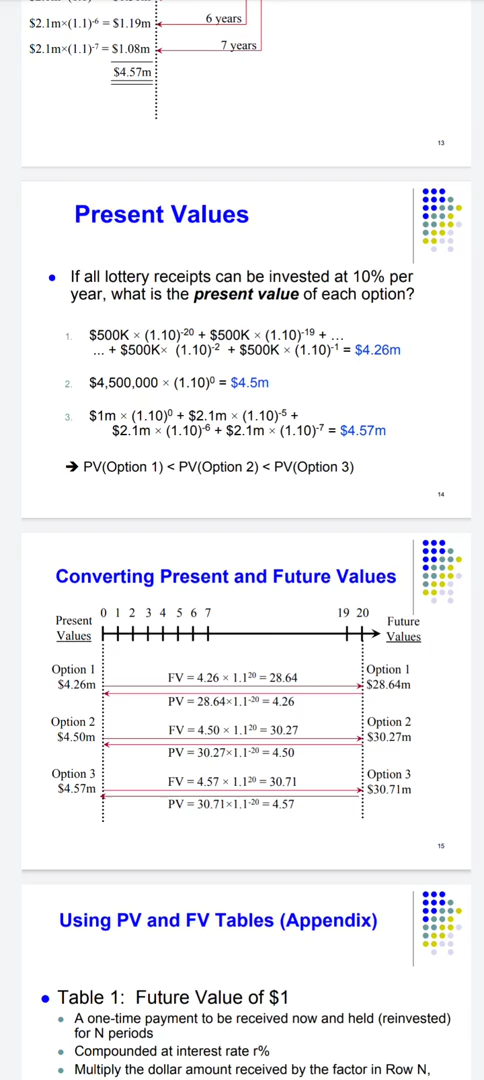 $2.1m×(1.1)⁻⁶ = $1.19m
6 years
$2.1m×(1.1)⁻⁷ = $1.08m
7 years
$4.57m
13
Present Values
• If all lottery receipts can be invested at 10% per
year, what is the present value of each option?
1. $500K × (1.10)⁻²⁰ + $500K × (1.10)⁻¹⁹ + …
… + $500K× (1.10)⁻² + $500K × (1.10)⁻¹ = $4.26m
2. $4,500,000 × (1.10)⁰ = $4.5m
3. $1m × (1.10)⁰ + $2.1m × (1.10)⁻⁵ +
$2.1m × (1.10)⁻⁶ + $2.1m × (1.10)⁻⁷ = $4.57m
➔ PV(Option 1) < PV(Option 2) < PV(Option 3)
14
Converting Present and Future Values
0 1 2 3 4 5 6 7 19 20
Present
Values
Future
Values
Option 1
$4.26m
FV = 4.26 × 1.1²⁰ = 28.64
PV = 28.64×1.1⁻²⁰ = 4.26
Option 1
$28.64m
Option 2
$4.50m
FV = 4.50 × 1.1²⁰ = 30.27
PV = 30.27×1.1⁻²⁰ = 4.50
Option 2
$30.27m
Option 3
$4.57m
FV = 4.57 × 1.1²⁰ = 30.71
PV = 30.71×1.1⁻²⁰ = 4.57
Option 3
$30.71m
15
Using PV and FV Tables (Appendix)
• Table 1: Future Value of $1
• A one-time payment to be received now and held (reinvested)
for N periods
• Compounded at interest rate r%
• Multiply the dollar amount received by the factor in Row N,